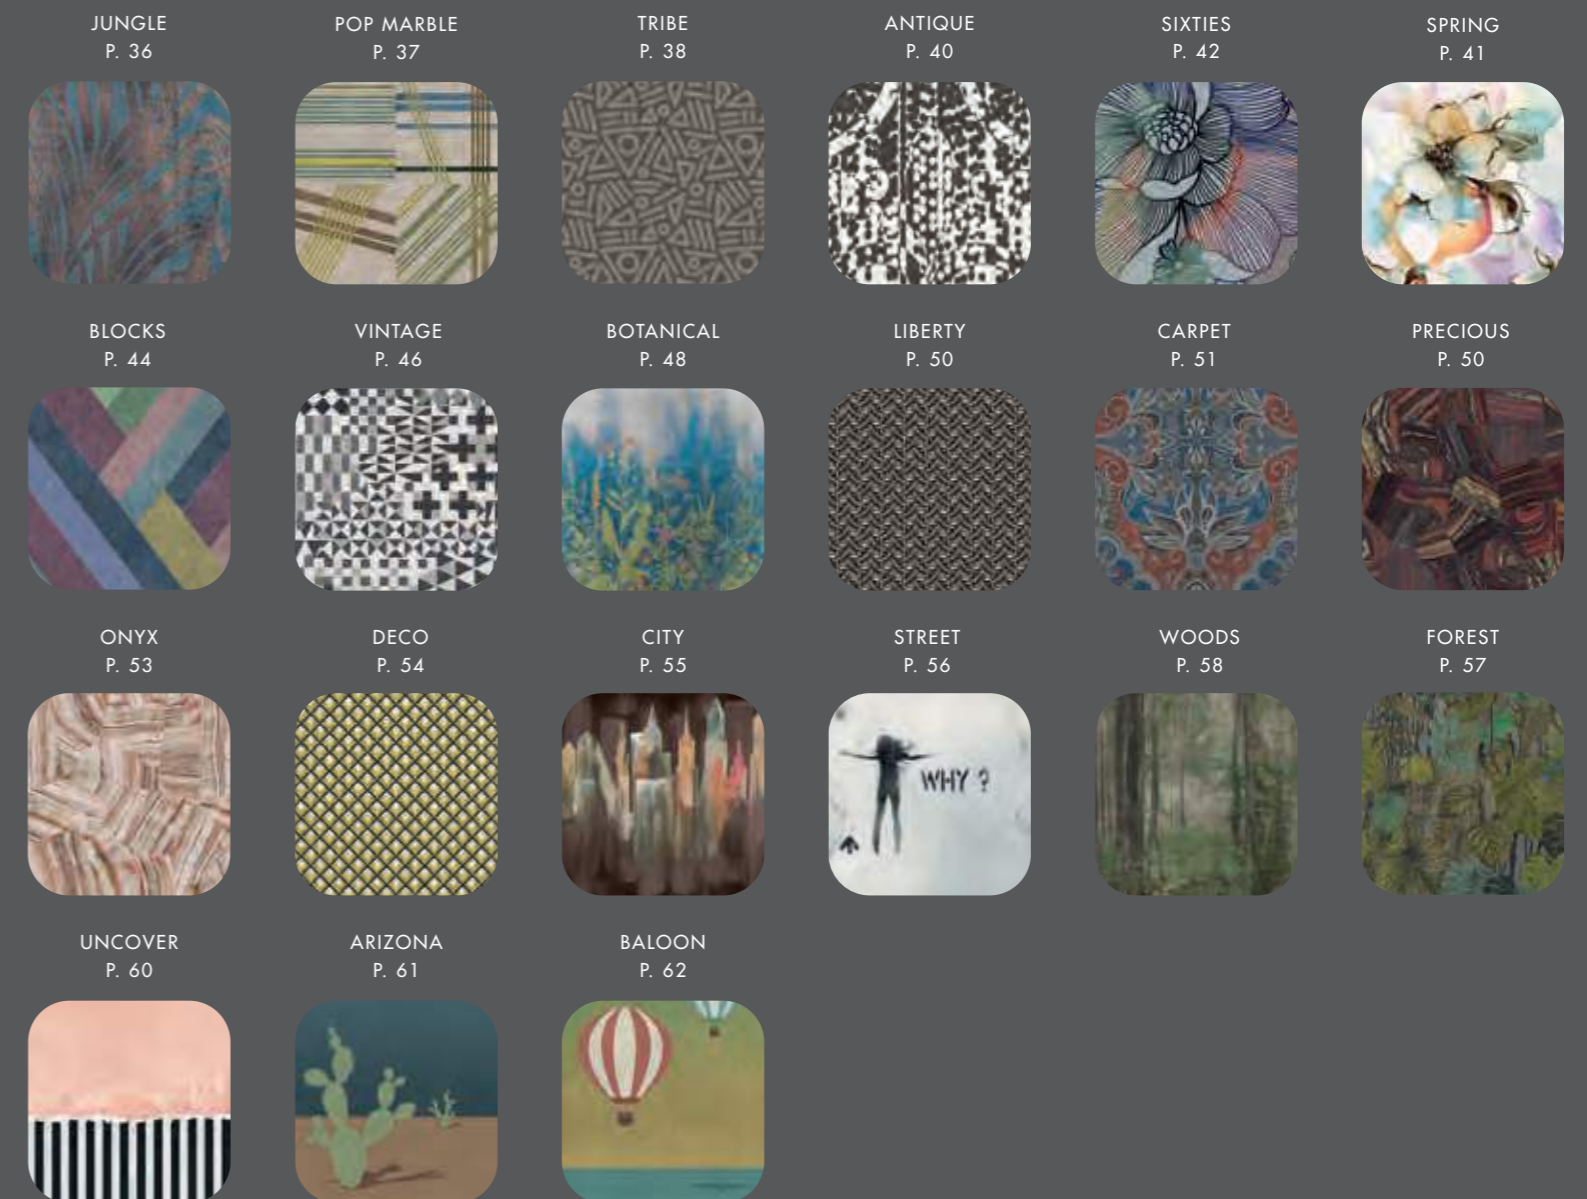 JUNGLE
P. 36
POP MARBLE
P. 37
TRIBE
P. 38
ANTIQUE
P. 40
SIXTIES
P. 42
SPRING
P. 41
BLOCKS
P. 44
VINTAGE
P. 46
BOTANICAL
P. 48
LIBERTY
P. 50
CARPET
P. 51
PRECIOUS
P. 50
ONYX
P. 53
DECO
P. 54
CITY
P. 55
STREET
P. 56
WHY ?
WOODS
P. 58
FOREST
P. 57
UNCOVER
P. 60
ARIZONA
P. 61
BALOON
P. 62